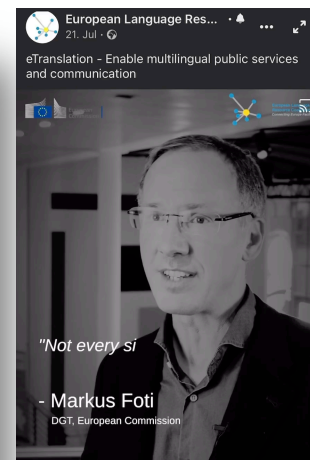 European Language Res...
21. Jul
eTranslation - Enable multilingual public services
and communication
"Not every si
- Markus Foti
DGT, European Commission